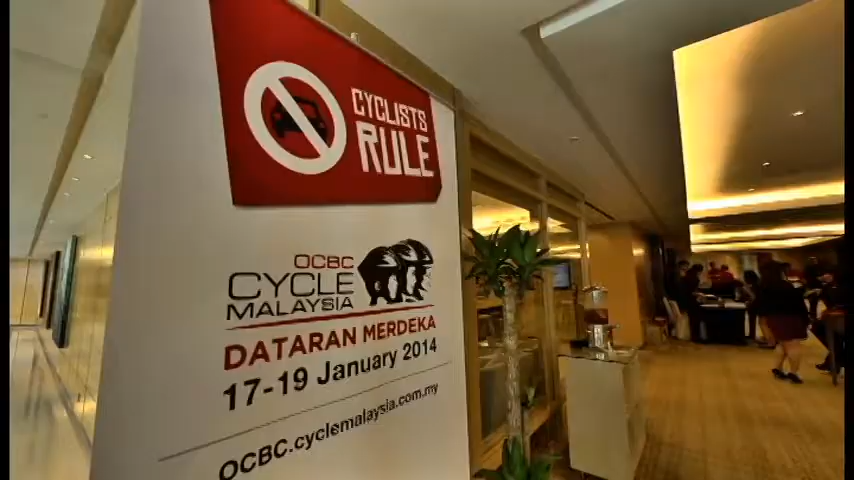 CYCLISTS
RULE
OCBC
CYCLE
MALAYSIA
DATARAN MERDEKA
17-19 January 2014
OCBC.cyclemalaysia.com.my